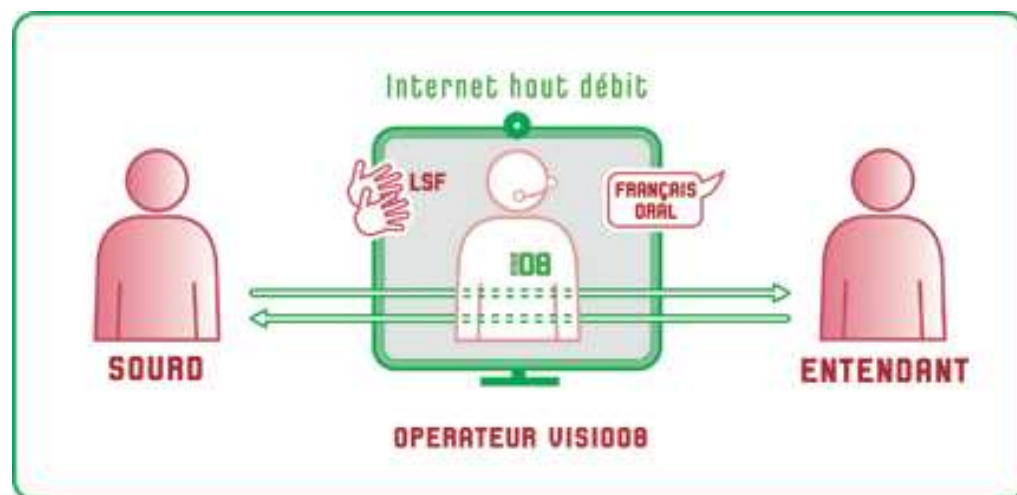 Internet hout débit
LSF
FRANÇAIS
ORAL
08
SOURD
ENTENDANT
OPERATEUR VISIO08